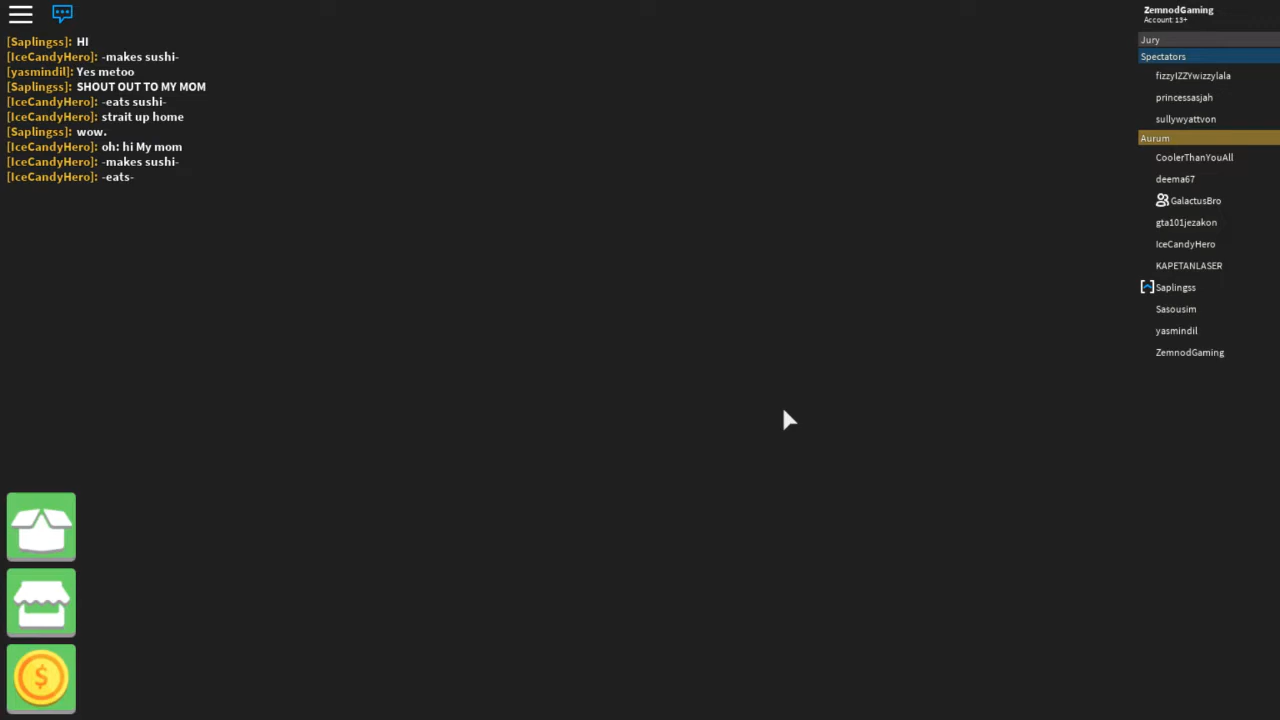 [Saplingss]: HI
[IceCandyHero]: -makes sushi-
[yasmindil]: Yes metoo
[Saplingss]: SHOUT OUT TO MY MOM
[IceCandyHero]: -eats sushi-
[IceCandyHero]: strait up home
[Saplingss]: wow.
[IceCandyHero]: oh: hi My mom
[IceCandyHero]: -makes sushi-
[IceCandyHero]: -eats-
ZemnodGaming
Account: 13+
Jury
Spectators
fizzyIZZYwizzylala
princessasjah
sullywyattvon
Aurum
CoolerThanYouAll
deema67
GalactusBro
gta101jezakon
IceCandyHero
KAPETANLASER
Saplingss
Sasousim
yasmindil
ZemnodGaming
$